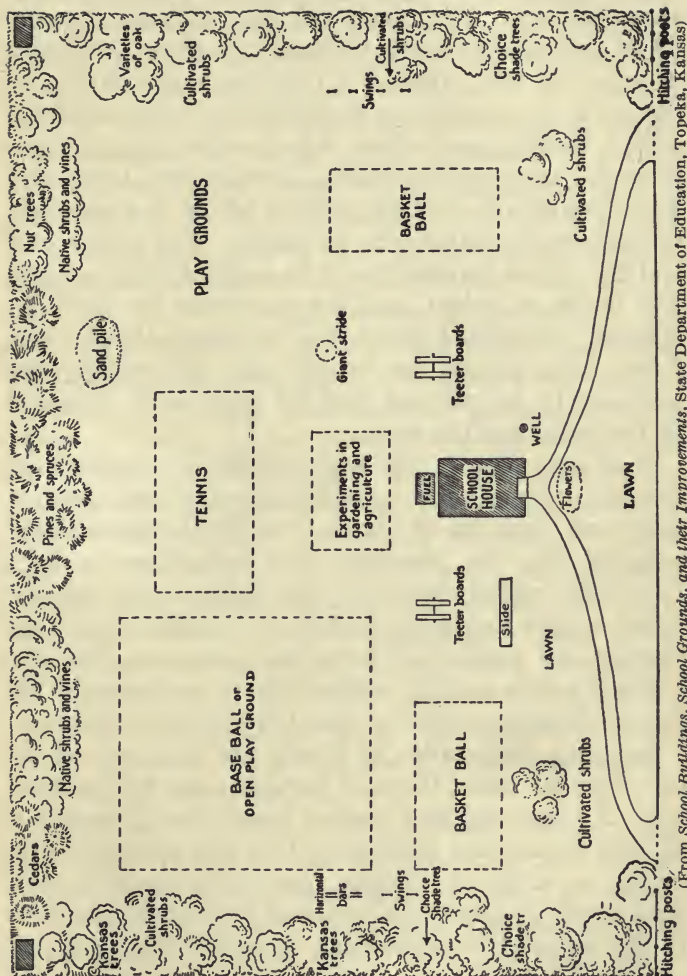 Cedars
Native shrubs and vines
Pines and spruces
Nut trees
Native shrubs and vines
Kansas
trees
Cultivated
shrubs
Sand pile
Varieties
of oak
Cultivated
shrubs
BASE BALL or
OPEN PLAY GROUND
TENNIS
PLAY GROUNDS
Horizontal
bars
Kansas
trees
Experiments in
gardening and
agriculture
Giant stride
Swings
Cultivated
shrubs
Swings
Choice
Shade trees
BASKET BALL
Teeter boards
FUEL
SCHOOL
HOUSE
Teeter boards
BASKET
BALL
Slide
WELL
Choice
shade tr
Choice
shade trees
Cultivated shrubs
LAWN
Flowers
Cultivated shrubs
LAWN
Hitching posts
Hitching posts
(From School Buildings, School Grounds, and their Improvements, State Department of Education, Topeka, Kansas)